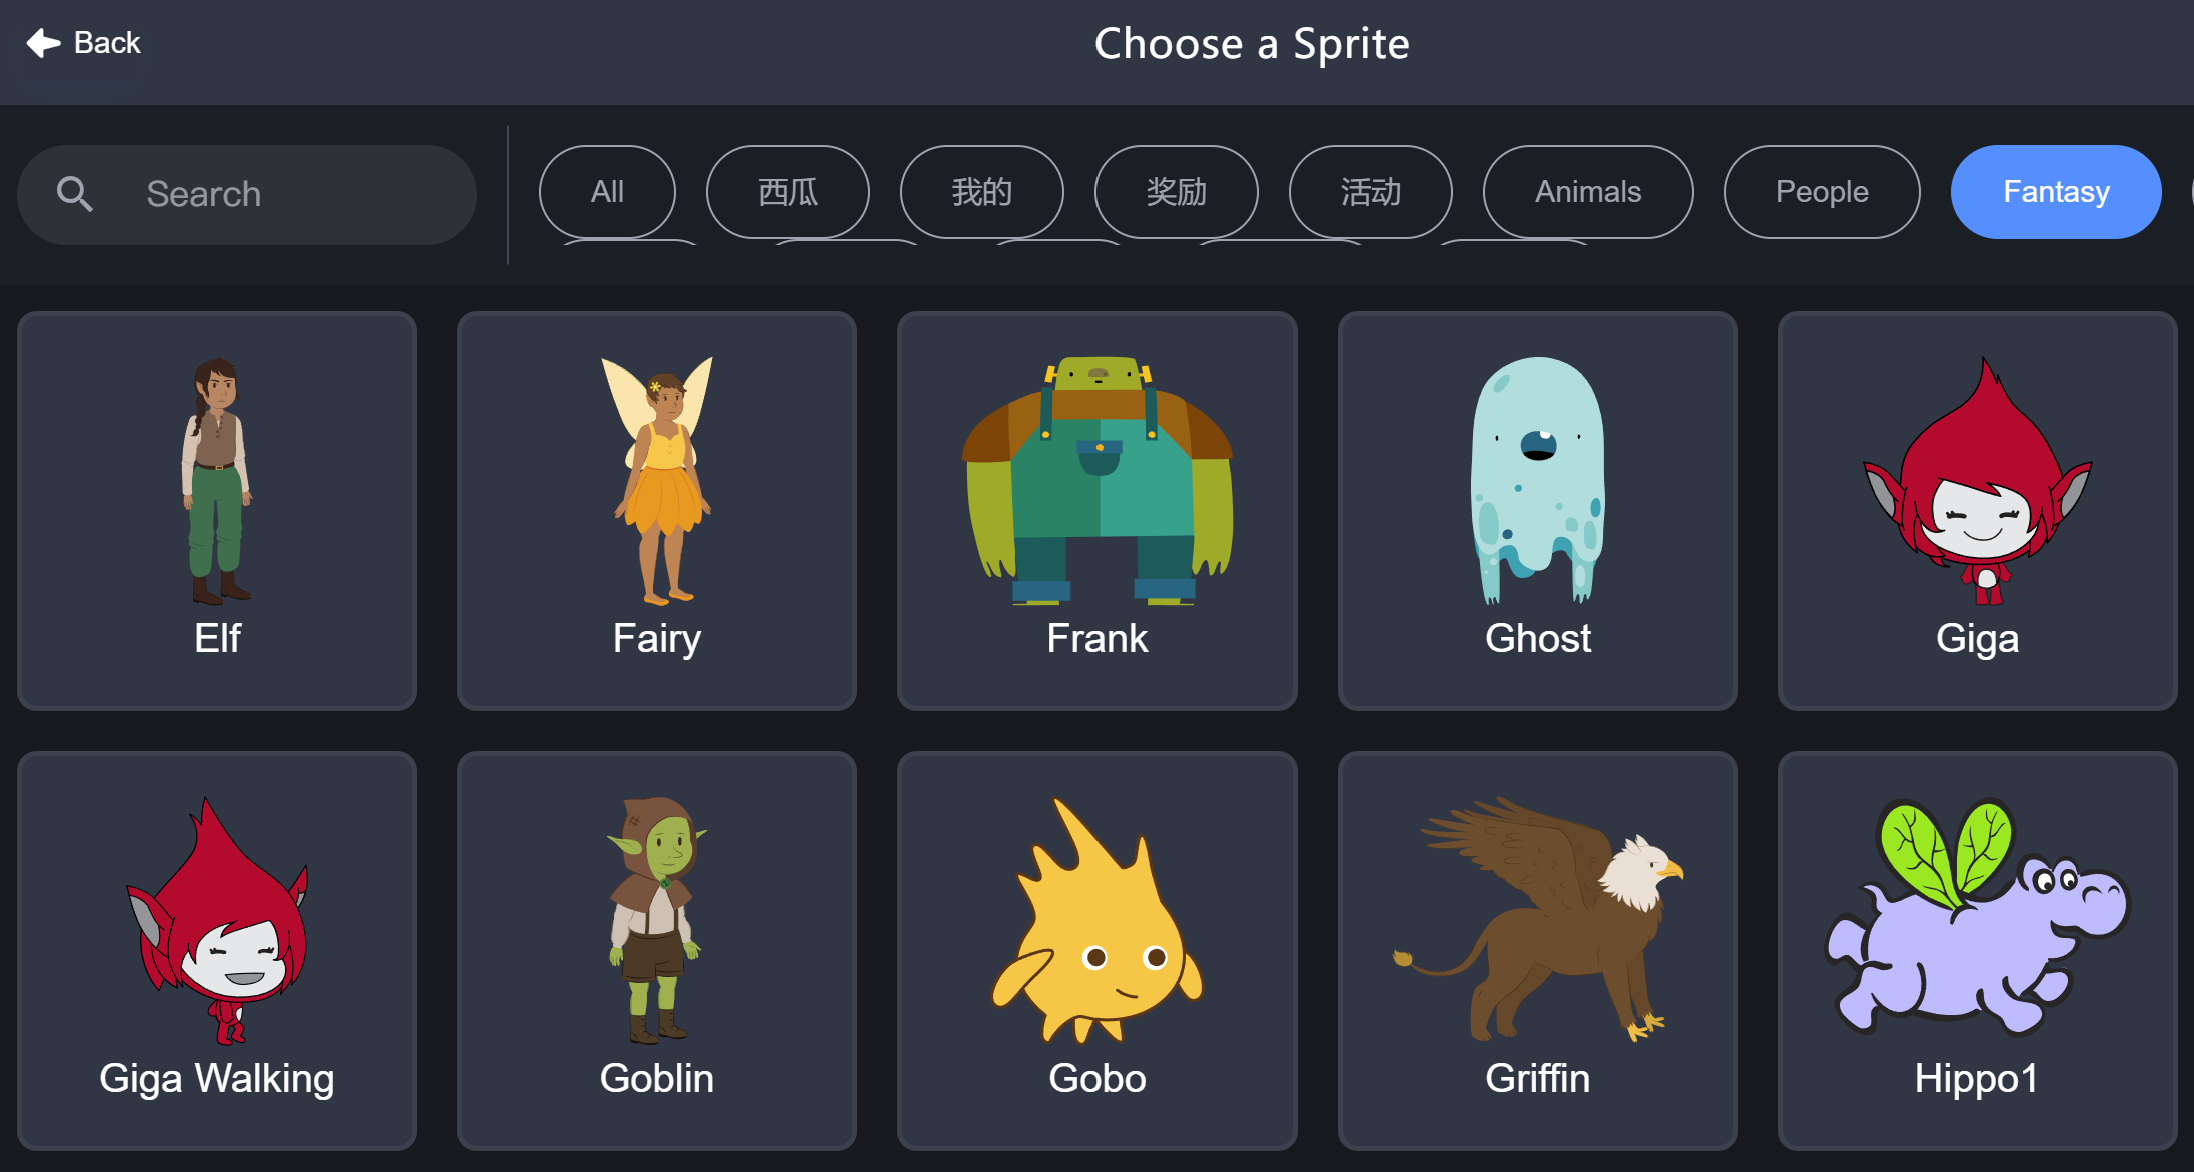 Back
Choose a Sprite
Search
All
西瓜
我的
奖励
活动
Animals
People
Fantasy
Elf
Fairy
Frank
Ghost
Giga
Giga Walking
Goblin
Gobo
Griffin
Hippo1